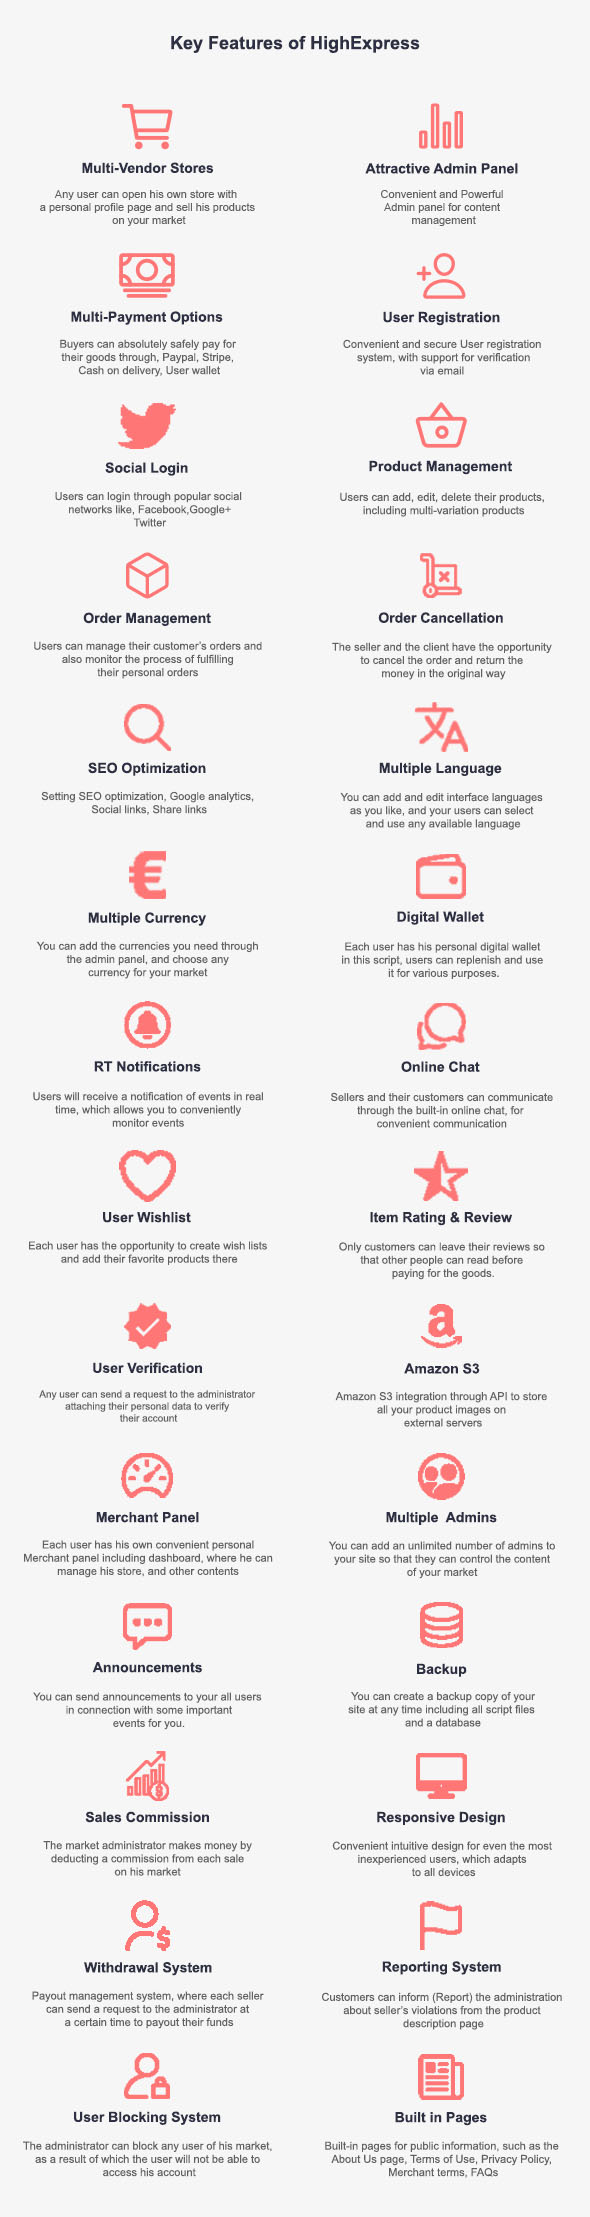 Key Features of HighExpress
Multi-Vendor Stores
Any user can open his own store with
a personal profile page and sell his products
on your market
Attractive Admin Panel
Convenient and Powerful
Admin panel for content
management
Multi-Payment Options
Buyers can absolutely safely pay for
their goods through, Paypal, Stripe,
Cash on delivery, User wallet
User Registration
Convenient and secure User registration
system, with support for verification
via email
Social Login
Users can login through popular social
networks like, Facebook,Google+
Twitter
Product Management
Users can add, edit, delete their products,
including multi-variation products
Order Management
Users can manage their customer's orders and
also monitor the process of fulfilling
their personal orders
Order Cancellation
The seller and the client have the opportunity
to cancel the order and return the
money in the original way
SEO Optimization
Setting SEO optimization, Google analytics,
Social links, Share links
Multiple Language
You can add and edit interface languages
as you like, and your users can select
and use any available language
Multiple Currency
You can add the currencies you need through
the admin panel, and choose any
currency for your market
Digital Wallet
Each user has his personal digital wallet
in this script, users can replenish and use
it for various purposes.
RT Notifications
Users will receive a notification of events in real
time, which allows you to conveniently
monitor events
Online Chat
Sellers and their customers can communicate
through the built-in online chat, for
convenient communication
User Wishlist
Each user has the opportunity to create wish lists
and add their favorite products there
Item Rating & Review
Only customers can leave their reviews so
that other people can read before
paying for the goods.
User Verification
Any user can send a request to the administrator
attaching their personal data to verify
their account
Amazon S3
Amazon S3 integration through API to store
all your product images on
external servers
Merchant Panel
Each user has his own convenient personal
Merchant panel including dashboard, where he can
manage his store, and other contents
Multiple Admins
You can add an unlimited number of admins to
your site so that they can control the content
of your market
Announcements
You can send announcements to your all users
in connection with some important
events for you.
Backup
You can create a backup copy of your
site at any time including all script files
and a database
Sales Commission
The market administrator makes money by
deducting a commission from each sale
on his market
Responsive Design
Convenient intuitive design for even the most
inexperienced users, which adapts
to all devices
Withdrawal System
Payout management system, where each seller
can send a request to the administrator at
a certain time to payout their funds
Reporting System
Customers can inform (Report) the administration
about seller's violations from the product
description page
User Blocking System
The administrator can block any user of his market,
as a result of which the user will not be able to
access his account
Built in Pages
Built-in pages for public information, such as the
About Us page, Terms of Use, Privacy Policy,
Merchant terms, FAQs